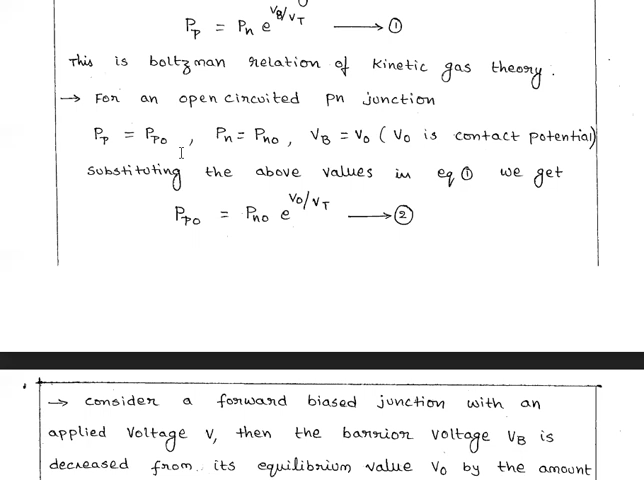 Pp = Pn e^VB/VT ——→ ①
This is boltzman relation of kinetic gas theory.
→ For an open circuited pn junction
Pp = Ppo , Pn = Pno , VB = Vo ( Vo is contact potential)
substituting the above values in eq ① we get
Ppo = Pno e^Vo/VT ——→ ②
→ consider a forward biased junction with an
applied voltage V, then the barrior voltage VB is
decreased from its equilibrium value Vo by the amount